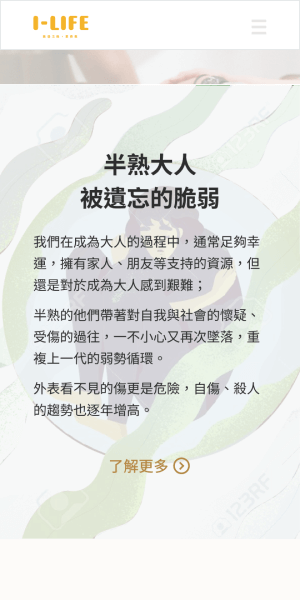 I-LIFE
半熟大人
被遺忘的脆弱
我們在成為大人的過程中，通常足夠幸
運，擁有家人、朋友等支持的資源，但
還是對於成為大人感到艱難；
半熟的他們帶著對自我與社會的懷疑、
受傷的過往，一不小心又再次墜落，重
複上一代的弱勢循環。
外表看不見的傷更是危險，自傷、殺人
的趨勢也逐年增高。
了解更多
123RF
123RF